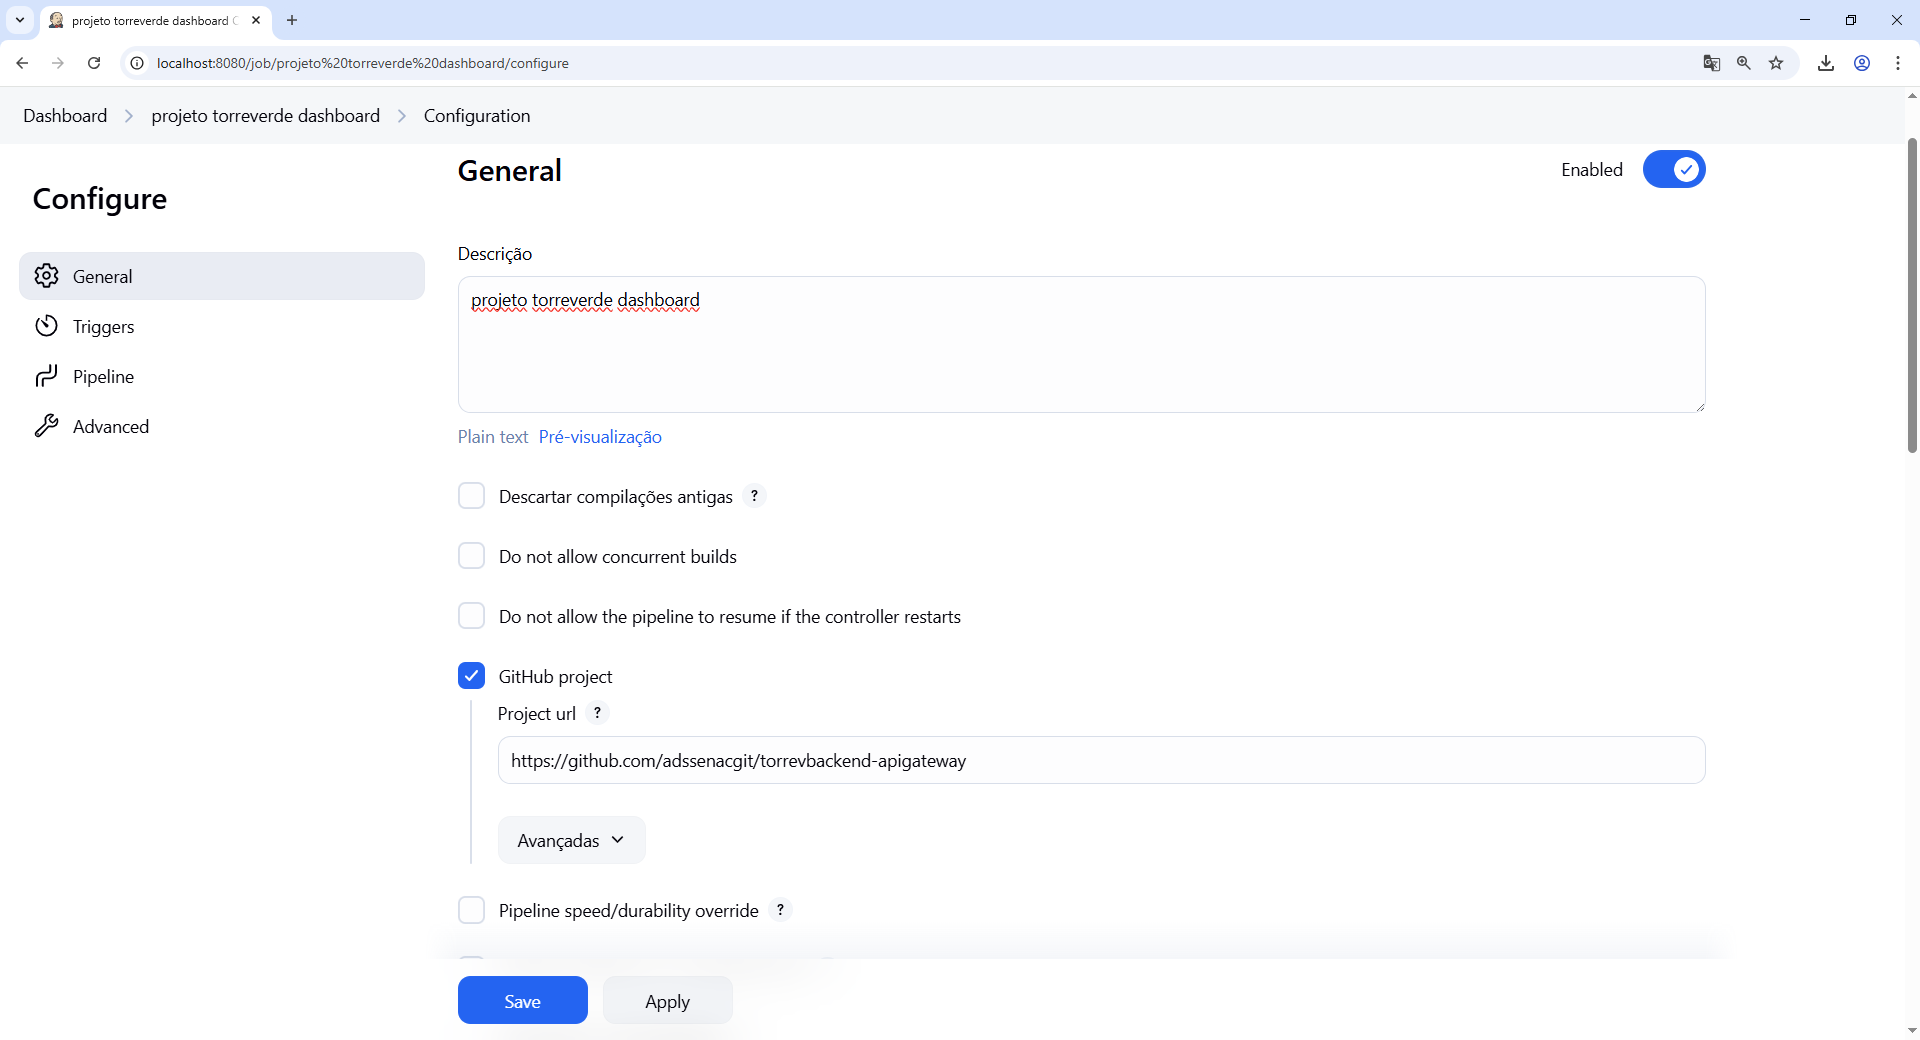 projeto torreverde dashboard C
localhost:8080/job/projeto%20torreverde%20dashboard/configure
Dashboard > projeto torreverde dashboard > Configuration
Configure
General
Triggers
Pipeline
Advanced
General
Enabled
Descrição
projeto torreverde dashboard
Plain text Pré-visualização
Descartar compilações antigas ?
Do not allow concurrent builds
Do not allow the pipeline to resume if the controller restarts
GitHub project
Project url ?
https://github.com/adssenacgit/torrevbackend-apigateway
Avançadas
Pipeline speed/durability override ?
Save
Apply